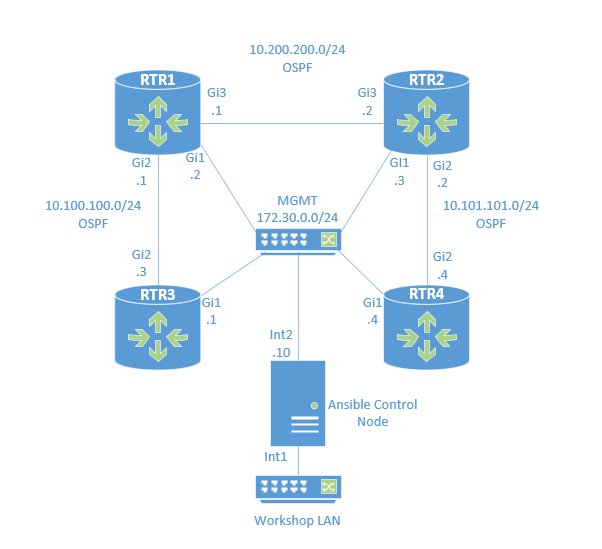 10.200.200.0/24
OSPF
RTR1
RTR2
Gi3
.1
Gi3
.2
Gi2
.1
Gi1
.2
GI1
.3
Gi2
.2
10.100.100.0/24
OSPF
MGMT
172.30.0.0/24
10.101.101.0/24
OSPF
Gi2
.3
Gi2
.4
RTR3
RTR4
Gi1
.1
Gi1
.4
Int2
.10
Ansible Control
Node
Int1
Workshop LAN